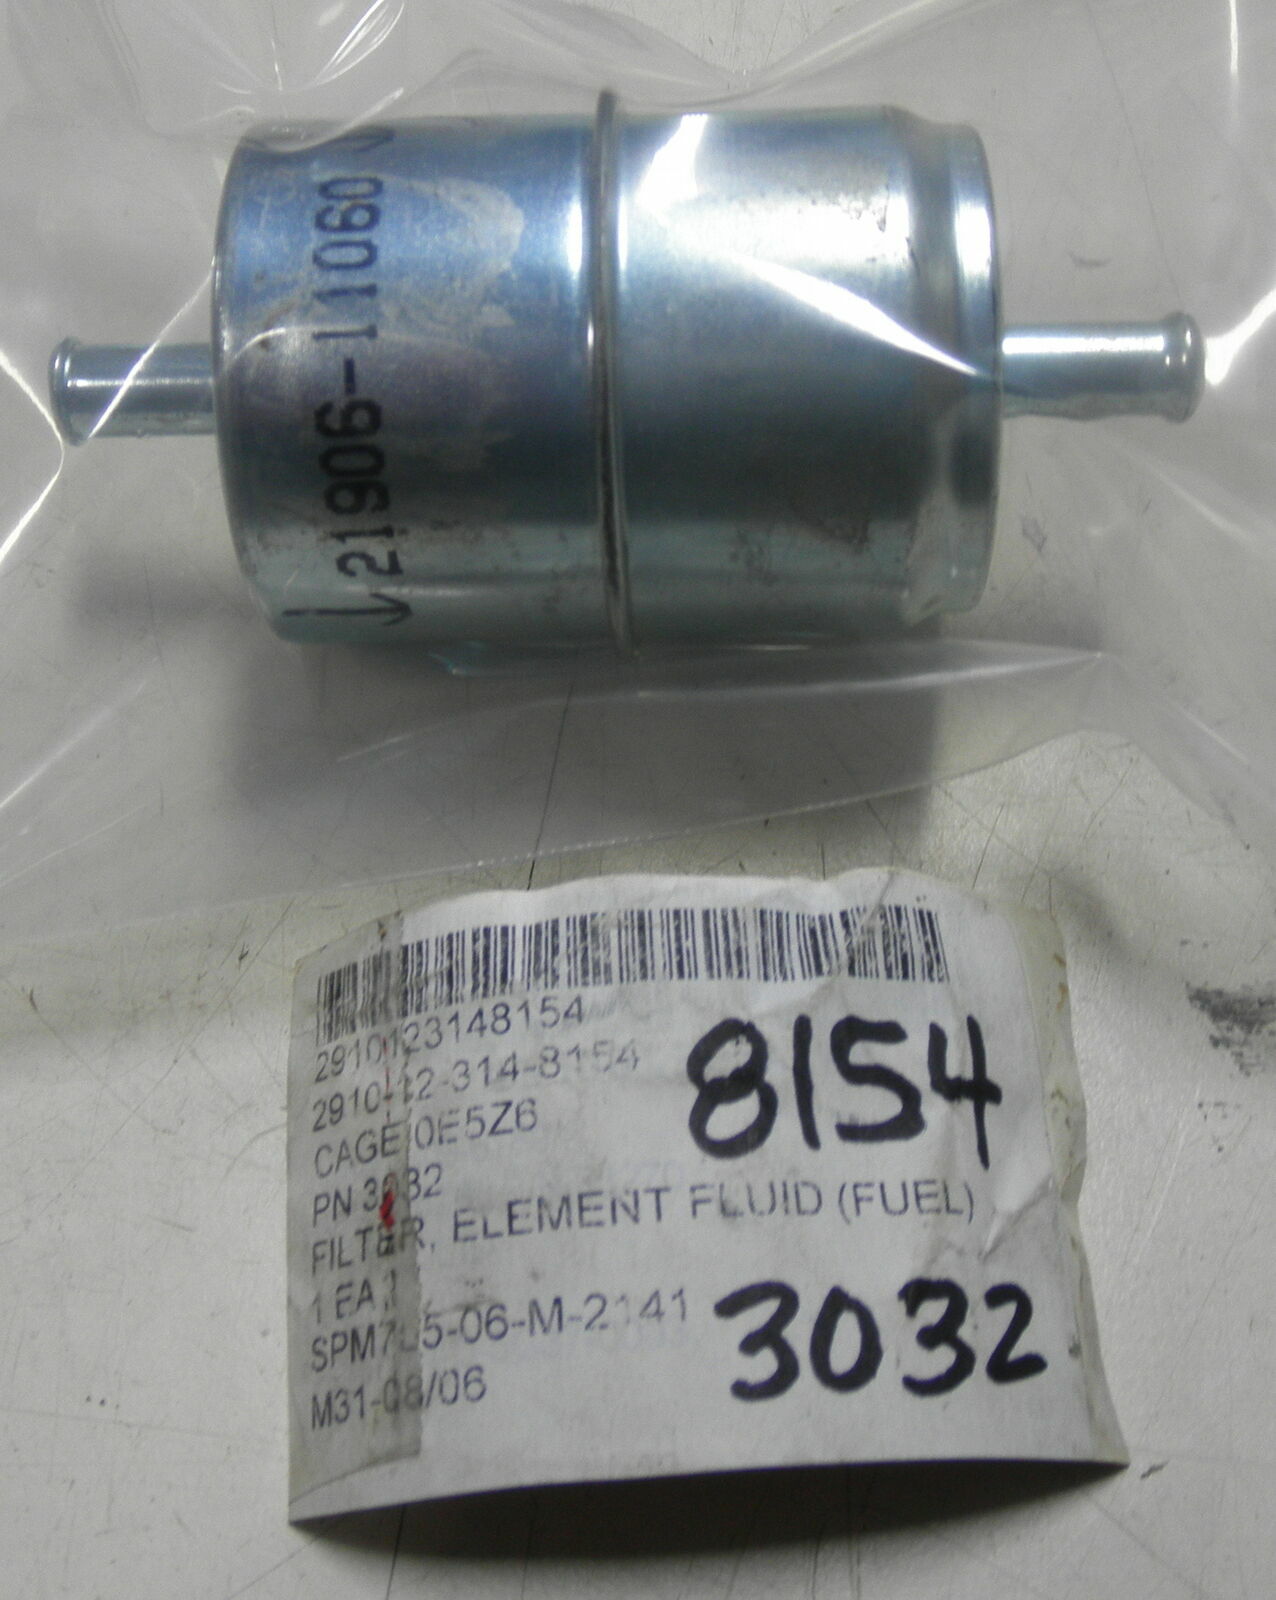 21906-11060
2910123148154
2910-12-314-8154
8154
CAGE 0E5Z6
PN 3032
FILTER, ELEMENT FLUID (FUEL)
1 EA
3032
M31-08/06